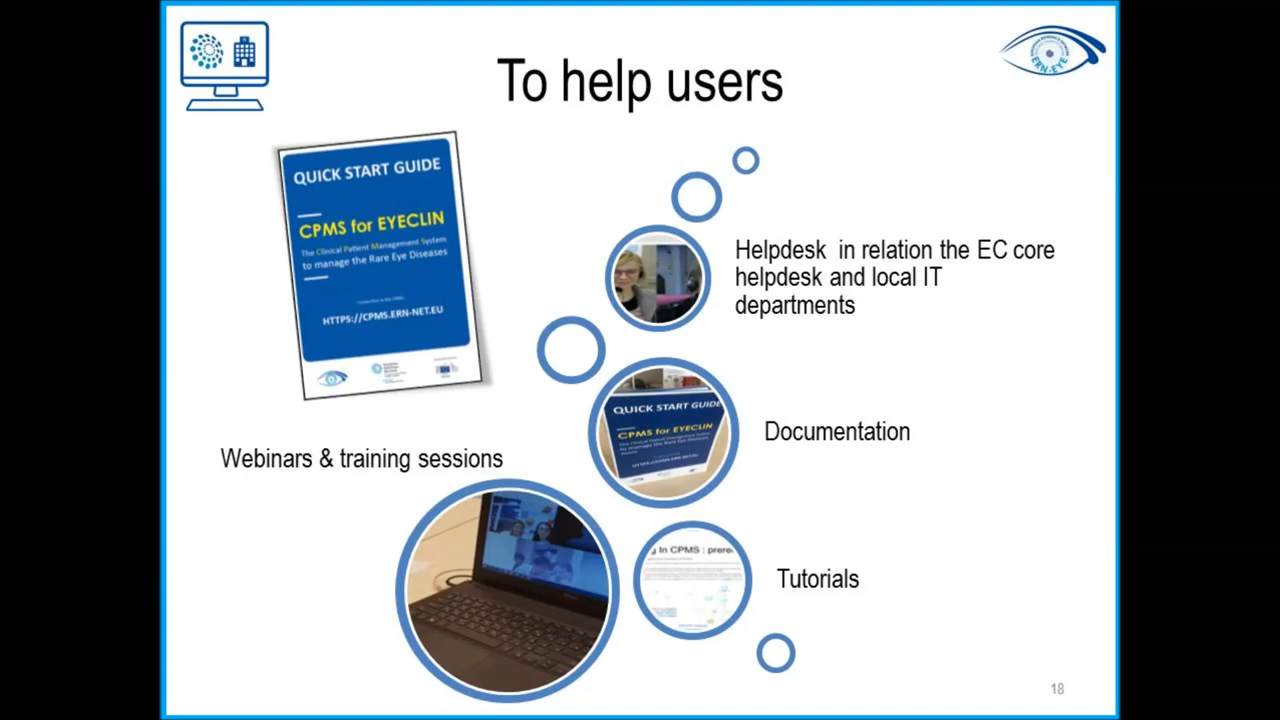 To help users
QUICK START GUIDE
CPMS for EYECLIN
The Clinical Patient Management System
to manage the Rare Eye Diseases
HTTPS://CPMS.ERN-NET.EU
Helpdesk in relation the EC core
helpdesk and local IT
departments
QUICK START GUIDE
CPMS for EYECLIN
Documentation
Webinars & training sessions
g In CPMS : prere
Tutorials
ERN-EYE
18